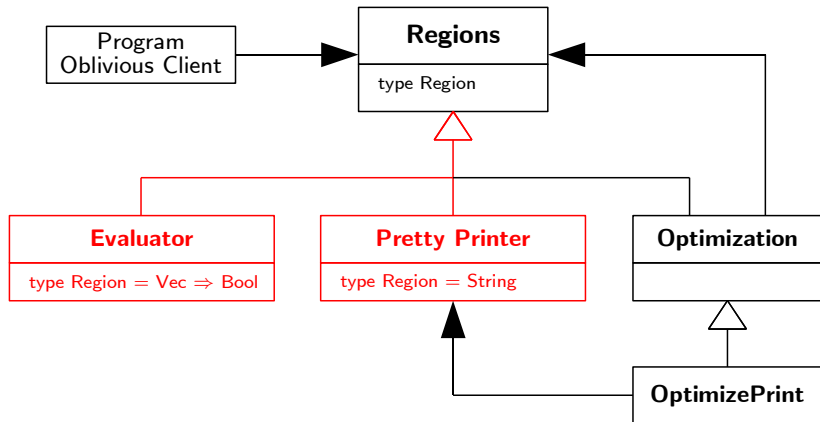 Program
Oblivious Client
Regions
type Region
Evaluator
type Region = Vec ⇒ Bool
Pretty Printer
type Region = String
Optimization
OptimizePrint